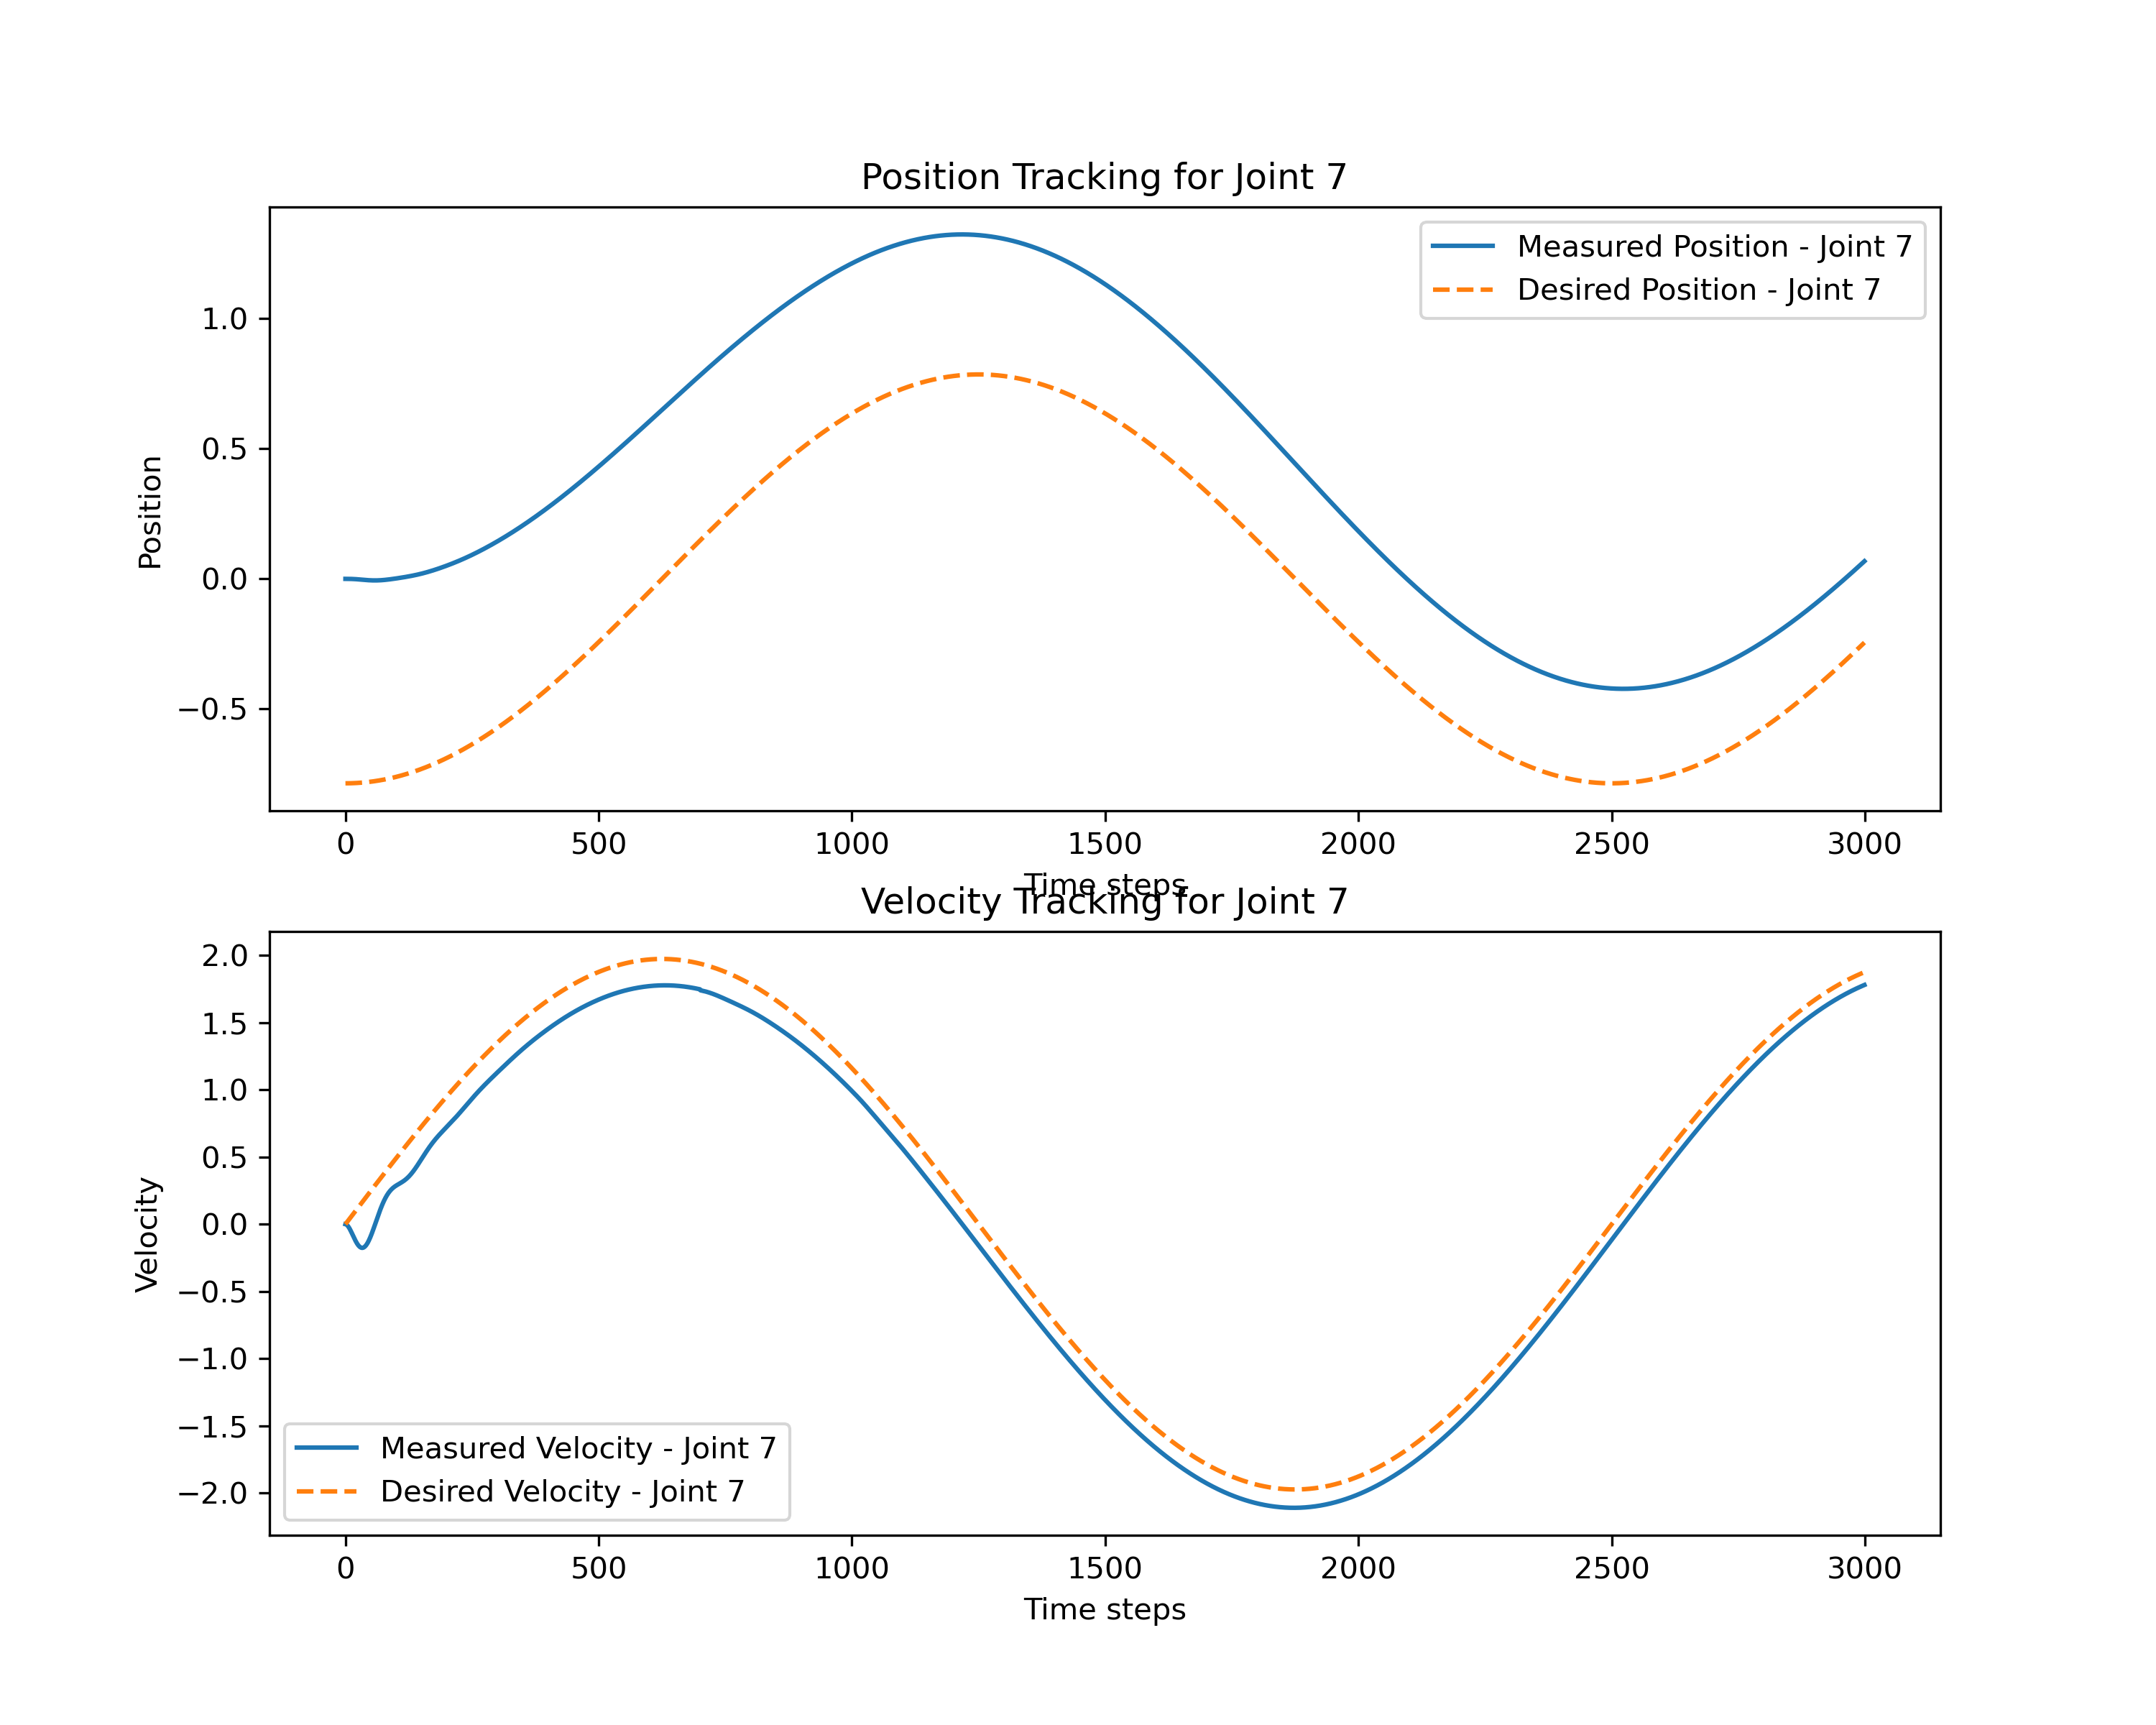 Position Tracking for Joint 7
Measured Position - Joint 7
Desired Position - Joint 7
Position
1.0
0.5
0.0
−0.5
0 500 1000 1500 2000 2500 3000
Time steps
Velocity Tracking for Joint 7
Velocity
2.0
1.5
1.0
0.5
0.0
−0.5
−1.0
−1.5
−2.0
Measured Velocity - Joint 7
Desired Velocity - Joint 7
0 500 1000 1500 2000 2500 3000
Time steps